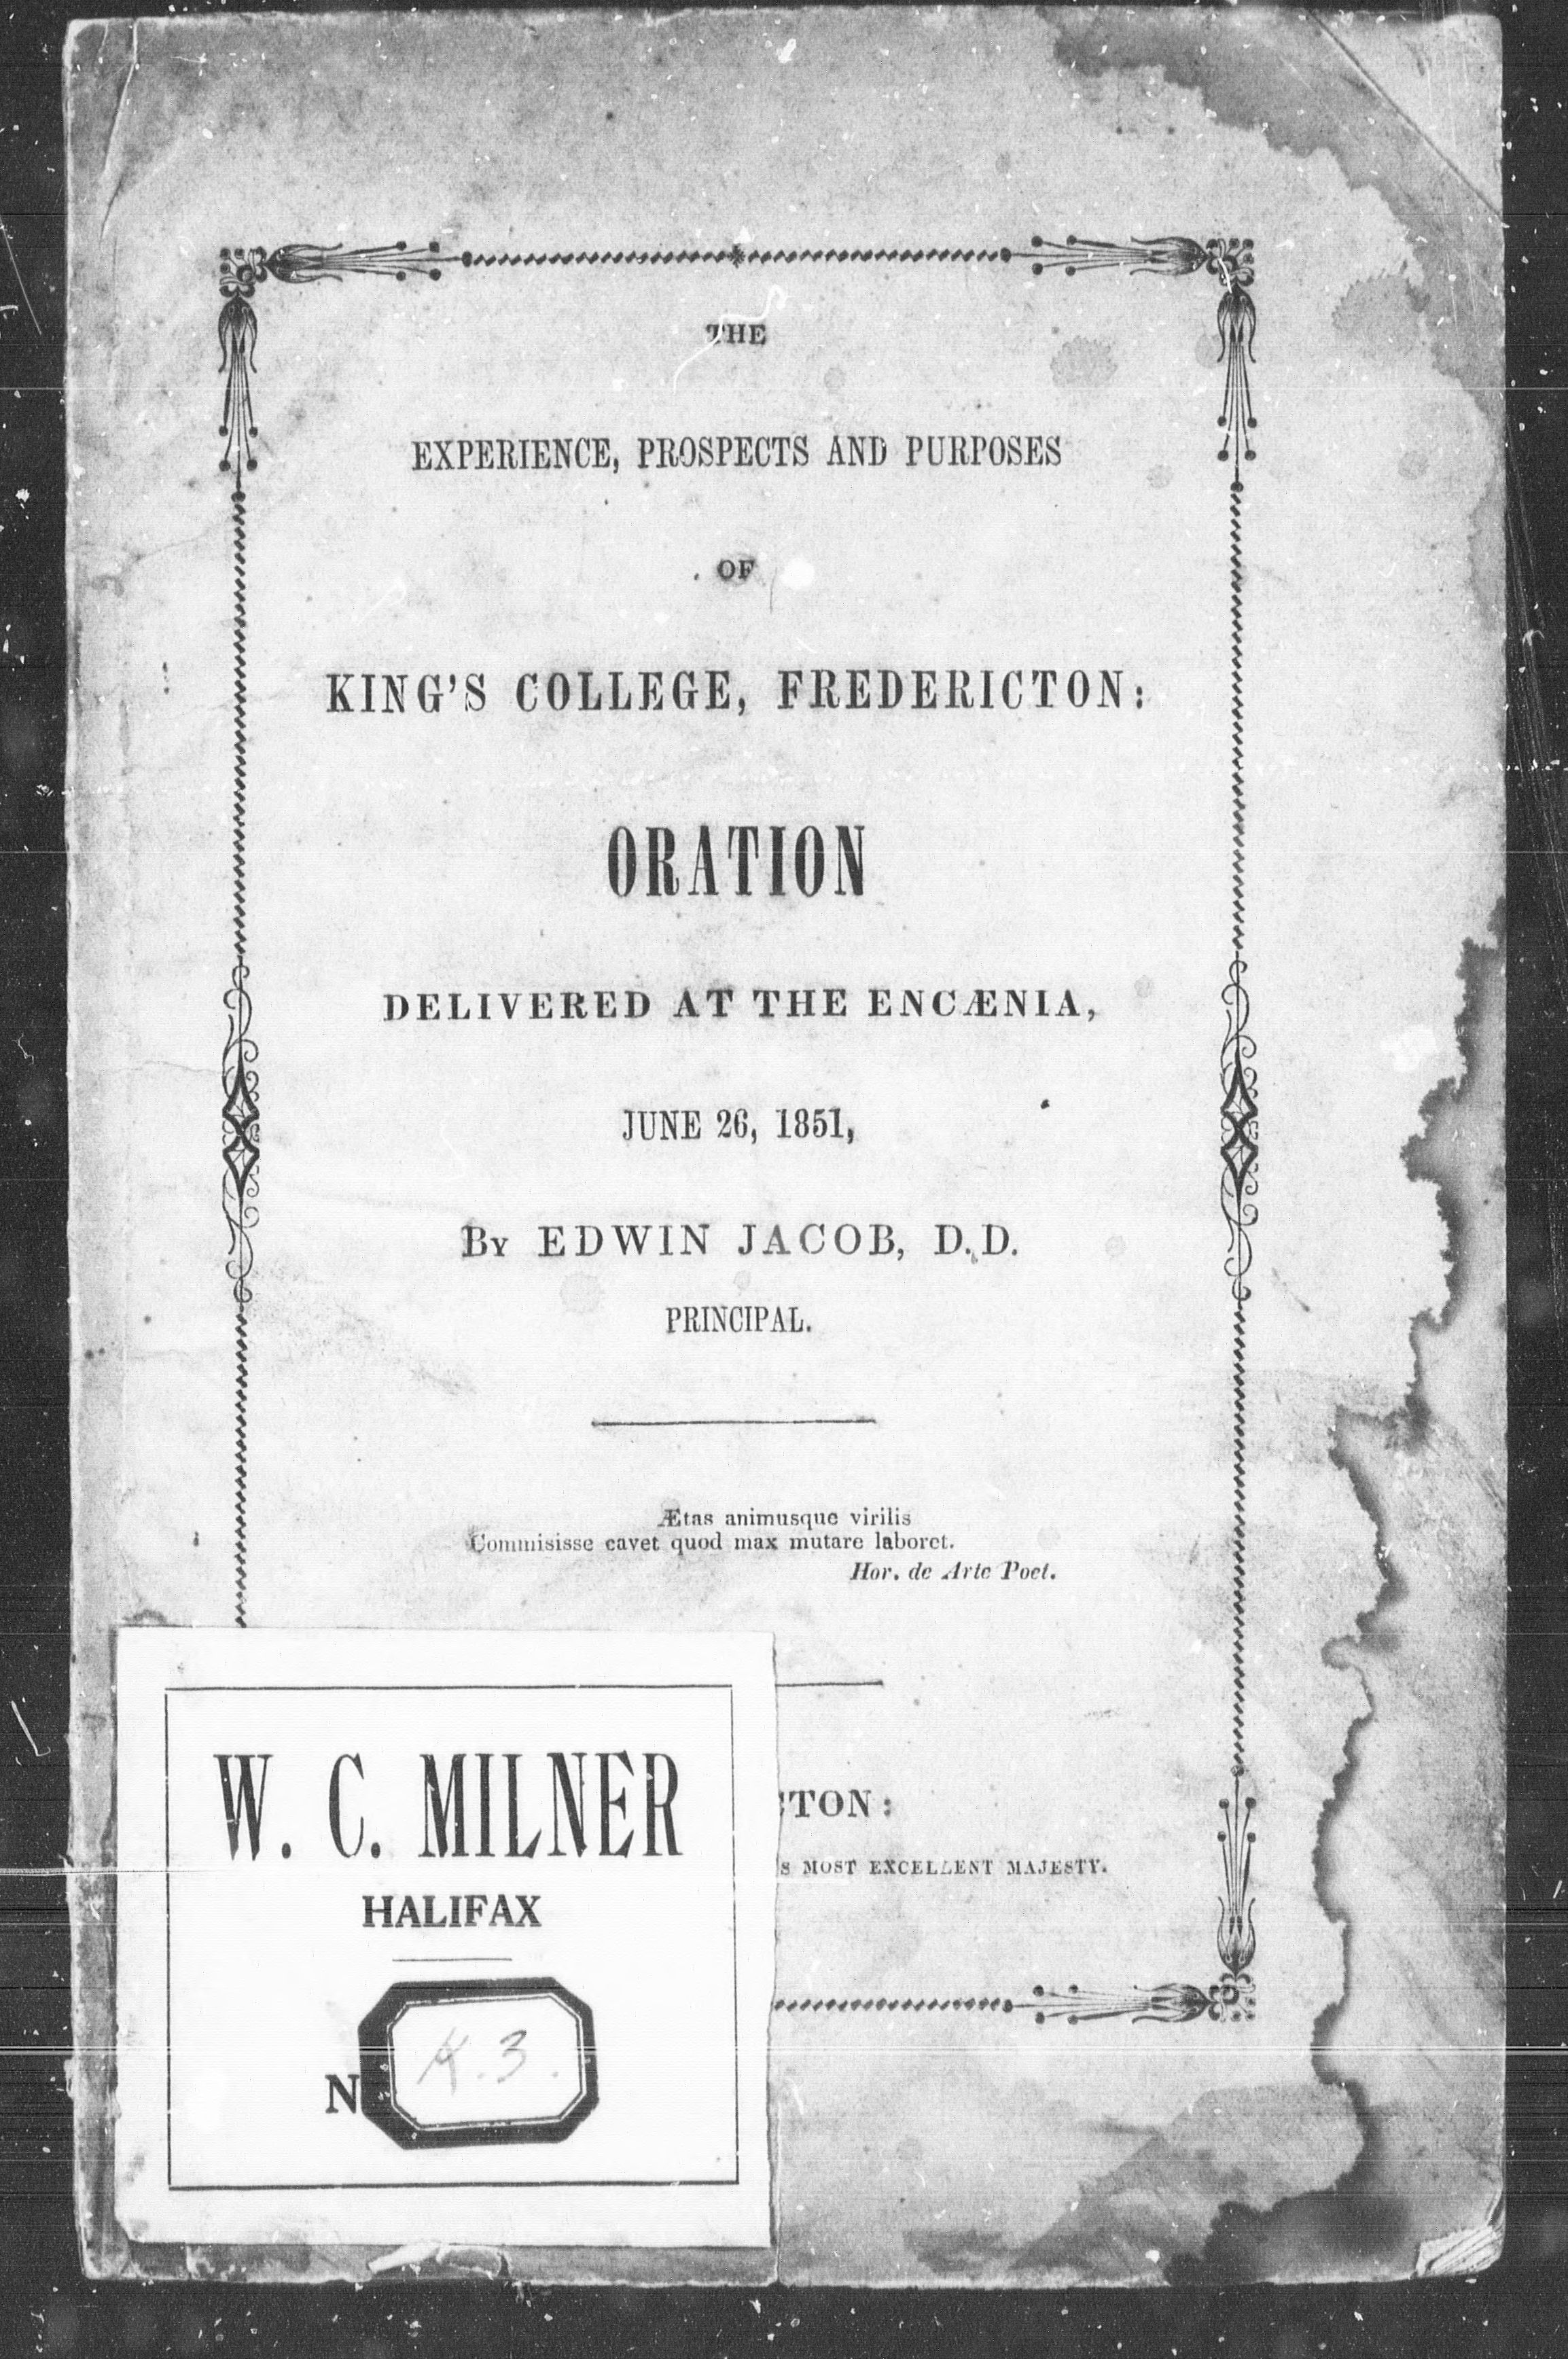 THE
EXPERIENCE, PROSPECTS AND PURPOSES
OF
KING'S COLLEGE, FREDERICTON:
ORATION
DELIVERED AT THE ENCÆNIA,
JUNE 26, 1851,
By EDWIN JACOB, D.D.
PRINCIPAL.
Ætas animusque virilis
Commisisse cavet quod max mutare laboret.
Hor. de Arte Poet.
CTON:
S MOST EXCELLENT MAJESTY.
W. C. MILNER
HALIFAX
N
A.3.